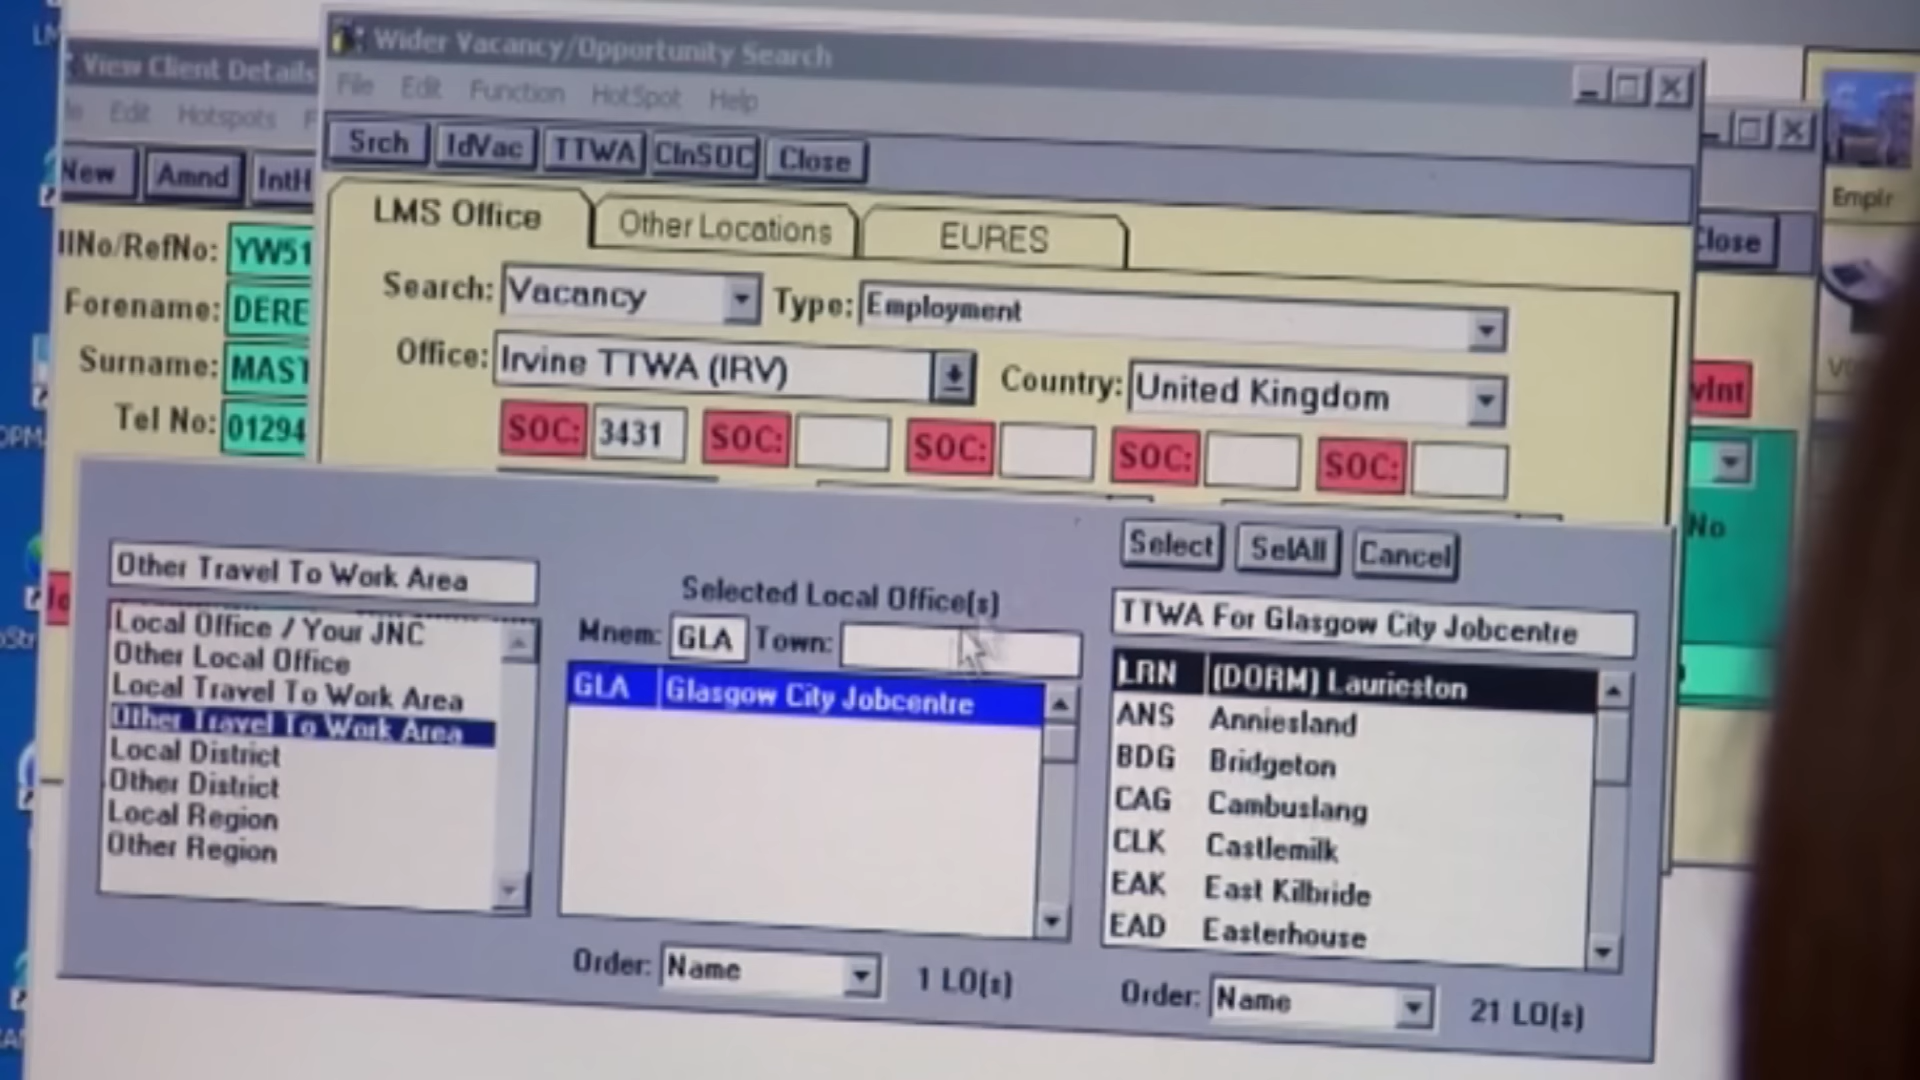 Wider Vacancy/Opportunity Search
File Edit Function HotSpot Help
Srch IdVac TTWA ClnSOC Close
LMS Office Other Locations EURES
Search: Vacancy Type: Employment
Office: Irvine TTWA (IRV) Country: United Kingdom
SOC: 3431 SOC: SOC: SOC: SOC:
View Client Details
Edit Hotspots
New Amnd IntH
Forename: DERE
Surname: MAST
Tel No: 01294
Close
Emplr
No
Select SelAll Cancel
Other Travel To Work Area
Local Office / Your JNC
Other Local Office
Local Travel To Work Area
Other Travel To Work Area
Local District
Other District
Local Region
Other Region
Selected Local Office(s)
Mnem: GLA Town:
GLA Glasgow City Jobcentre
Order: Name 1 LO(s)
TTWA For Glasgow City Jobcentre
LRN (DORM) Laurieston
ANS Anniesland
BDG Bridgeton
CAG Cambuslang
CLK Castlemilk
EAK East Kilbride
EAD Easterhouse
Order: Name 21 LO(s)